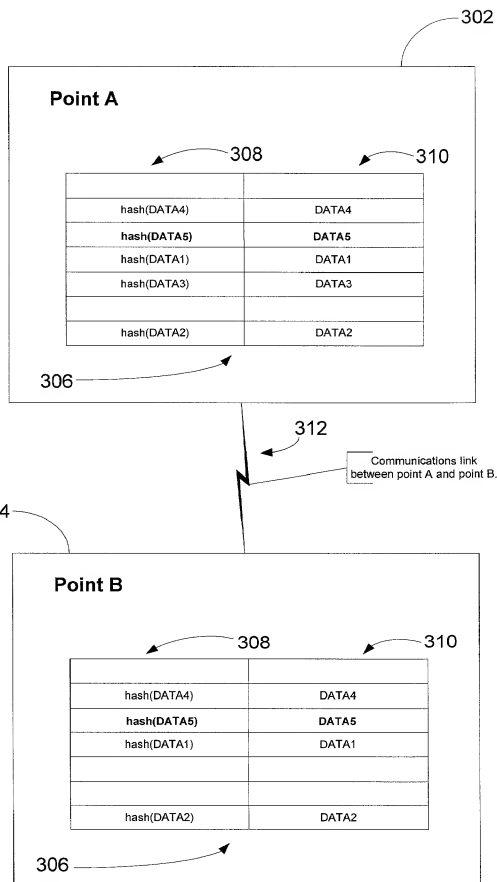 302
Point A
308 310
hash(DATA4) DATA4
hash(DATA5) DATA5
hash(DATA1) DATA1
hash(DATA3) DATA3
hash(DATA2) DATA2
306
312
Communications link
between point A and point B.
4
Point B
308 310
hash(DATA4) DATA4
hash(DATA5) DATA5
hash(DATA1) DATA1
hash(DATA2) DATA2
306